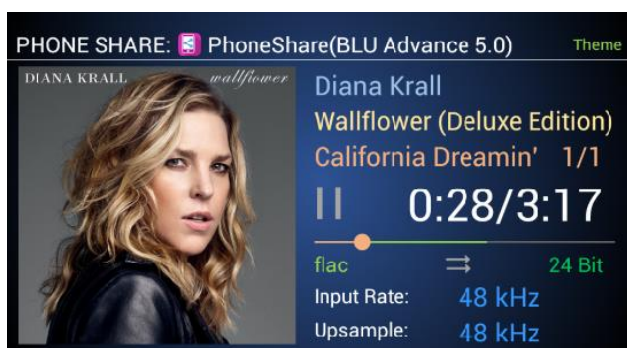 PHONE SHARE: PhoneShare(BLU Advance 5.0) Theme
DIANA KRALL wallflower
Diana Krall
Wallflower (Deluxe Edition)
California Dreamin' 1/1
0:28/3:17
flac 24 Bit
Input Rate: 48 kHz
Upsample: 48 kHz